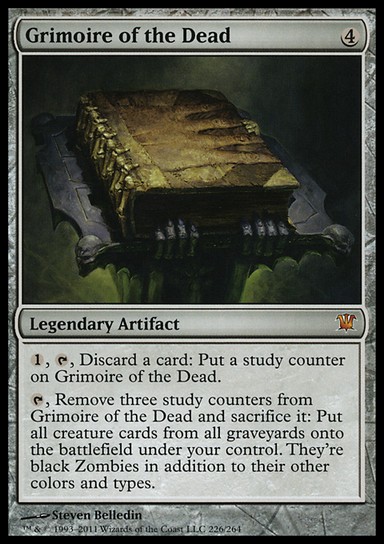 Grimoire of the Dead 4
Legendary Artifact
1, , Discard a card: Put a study counter
on Grimoire of the Dead.
, Remove three study counters from
Grimoire of the Dead and sacrifice it: Put
all creature cards from all graveyards onto
the battlefield under your control. They're
black Zombies in addition to their other
colors and types.
Steven Belledin
™ & © 1993–2011 Wizards of the Coast LLC 226/264